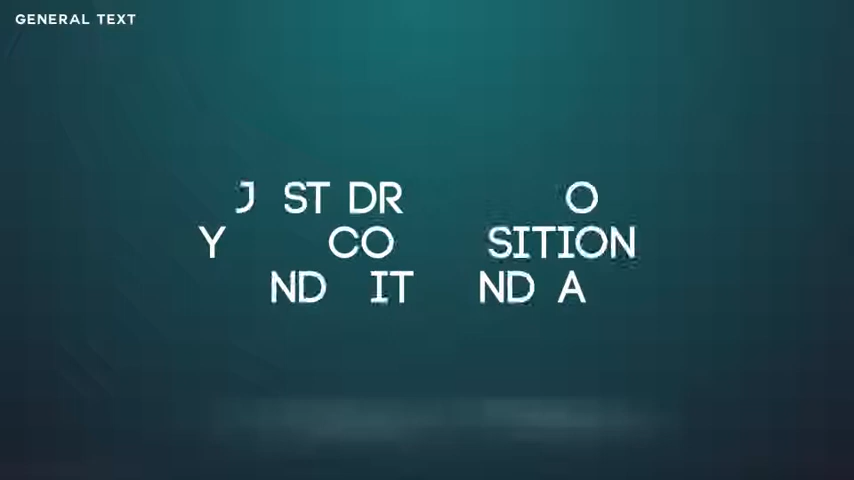 GENERAL TEXT
J ST DR O
Y CO SITION
ND IT ND A